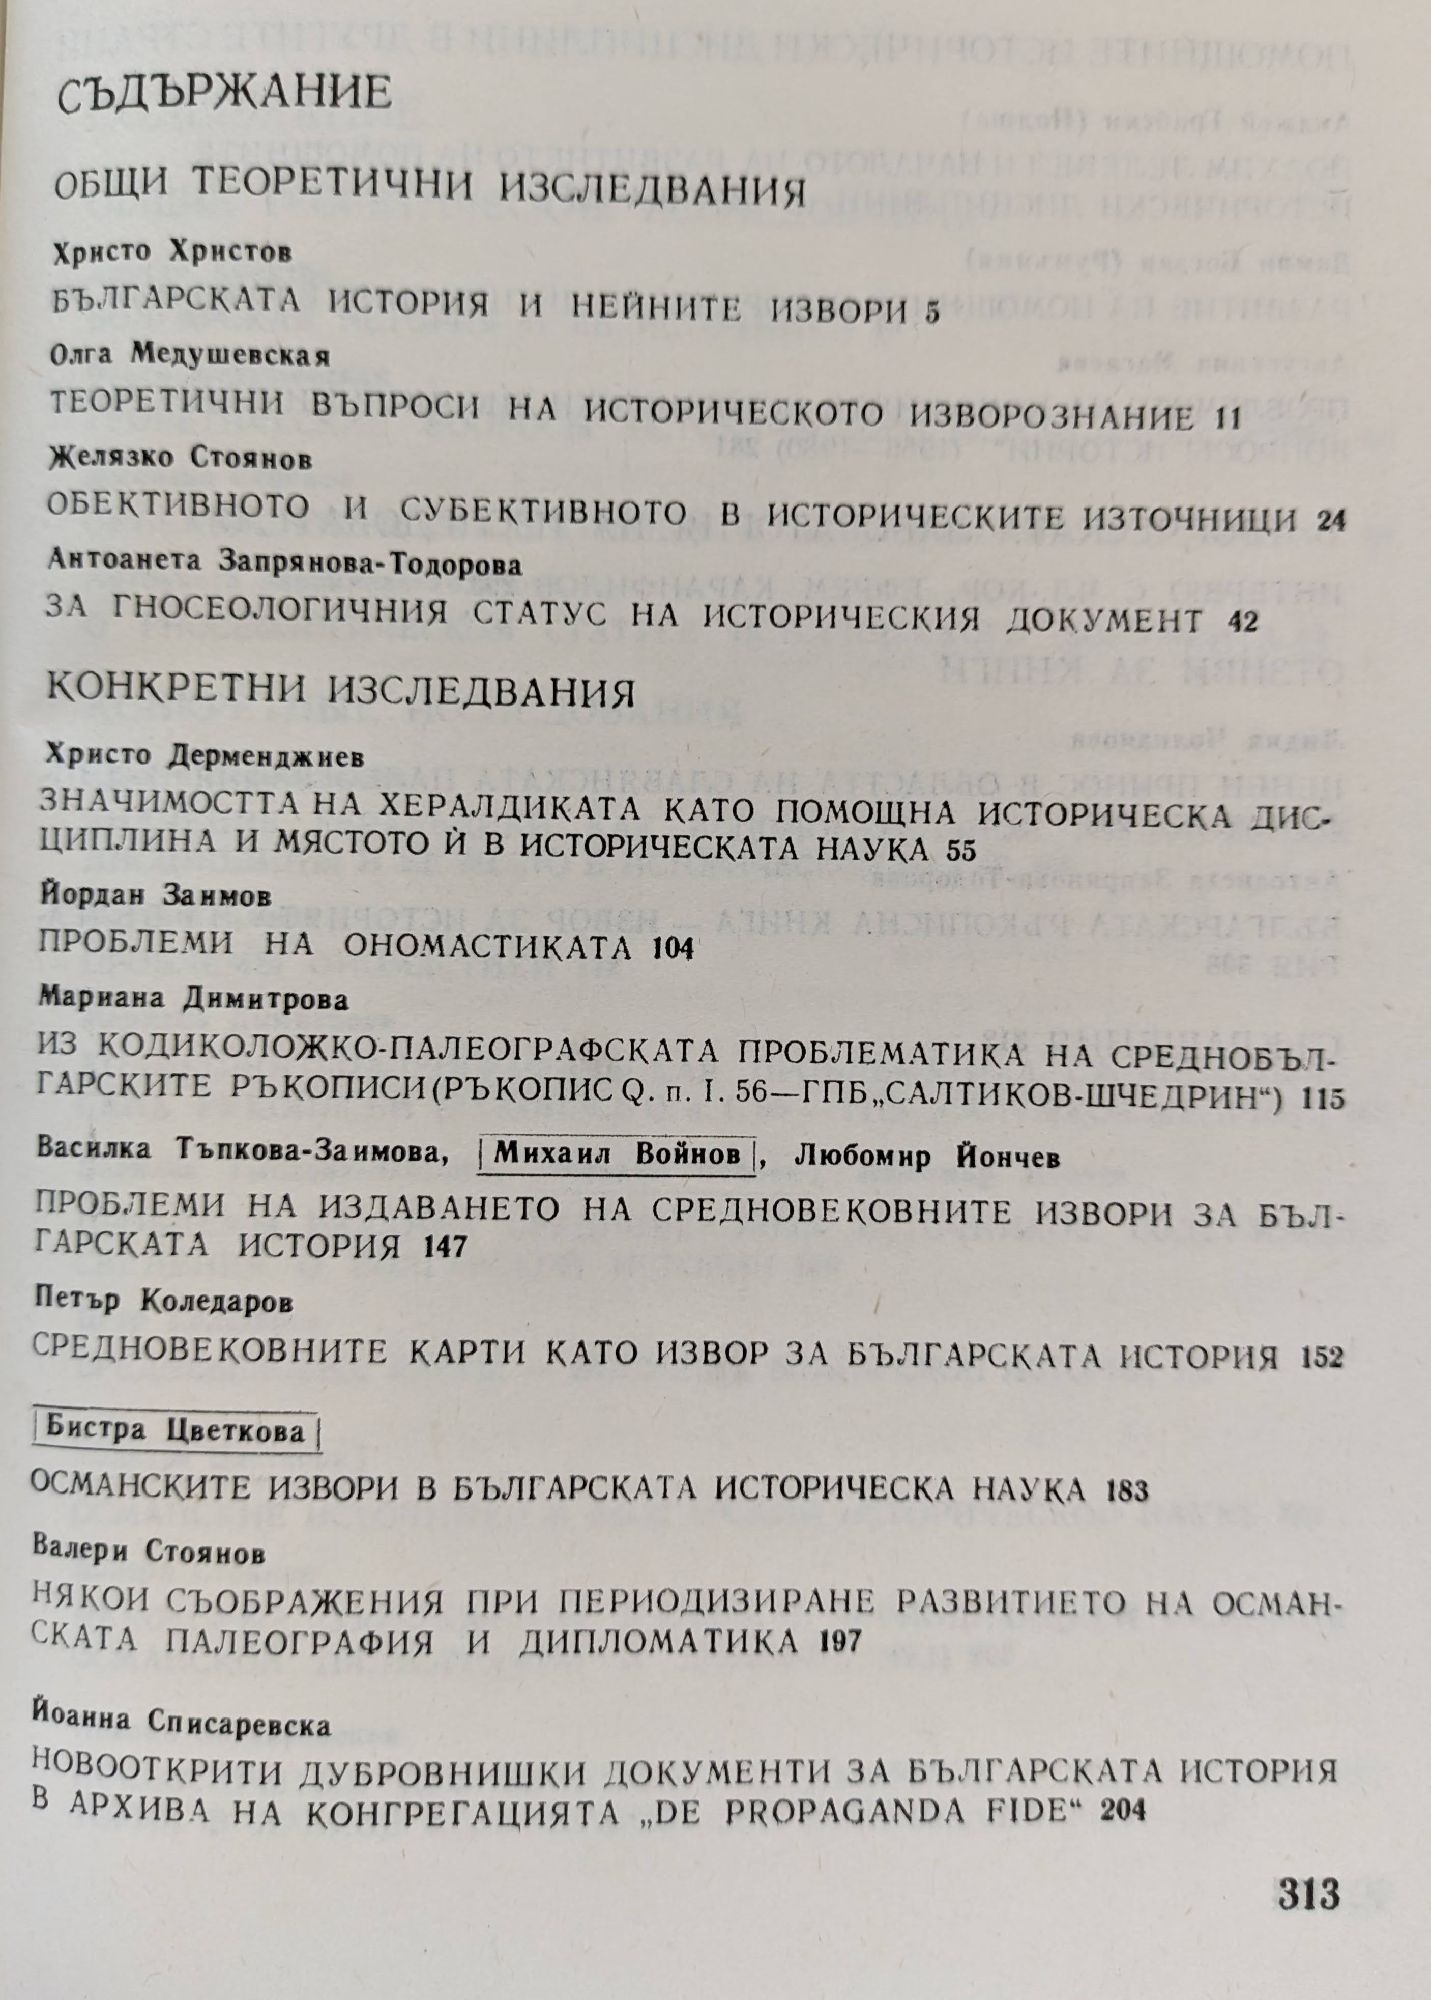 СЪДЪРЖАНИЕ
ОБЩИ ТЕОРЕТИЧНИ ИЗСЛЕДВАНИЯ
Христо Христов
БЪЛГАРСКАТА ИСТОРИЯ И НЕЙНИТЕ ИЗВОРИ 5
Олга Медушевская
ТЕОРЕТИЧНИ ВЪПРОСИ НА ИСТОРИЧЕСКОТО ИЗВОРОЗНАНИЕ 11
Желязко Стоянов
ОБЕКТИВНОТО И СУБЕКТИВНОТО В ИСТОРИЧЕСКИТЕ ИЗТОЧНИЦИ 24
Антоанета Запрянова-Тодорова
ЗА ГНОСЕОЛОГИЧНИЯ СТАТУС НА ИСТОРИЧЕСКИЯ ДОКУМЕНТ 42
КОНКРЕТНИ ИЗСЛЕДВАНИЯ
Христо Дерменджиев
ЗНАЧИМОСТТА НА ХЕРАЛДИКАТА КАТО ПОМОЩНА ИСТОРИЧЕСКА ДИС-
ЦИПЛИНА И МЯСТОТО Й В ИСТОРИЧЕСКАТА НАУКА 55
Йордан Заимов
ПРОБЛЕМИ НА ОНОМАСТИКАТА 104
Мариана Димитрова
ИЗ КОДИКОЛОЖКО-ПАЛЕОГРАФСКАТА ПРОБЛЕМАТИКА НА СРЕДНОБЪЛ-
ГАРСКИТЕ РЪКОПИСИ (РЪКОПИС Q. п. I. 56—ГПБ „САЛТИКОВ-ШЧЕДРИН“) 115
Василка Тъпкова-Заимова, Михаил Войнов, Любомир Йончев
ПРОБЛЕМИ НА ИЗДАВАНЕТО НА СРЕДНОВЕКОВНИТЕ ИЗВОРИ ЗА БЪЛ-
ГАРСКАТА ИСТОРИЯ 147
Петър Коледаров
СРЕДНОВЕКОВНИТЕ КАРТИ КАТО ИЗВОР ЗА БЪЛГАРСКАТА ИСТОРИЯ 152
Бистра Цветкова
ОСМАНСКИТЕ ИЗВОРИ В БЪЛГАРСКАТА ИСТОРИЧЕСКА НАУКА 183
Валери Стоянов
НЯКОИ СЪОБРАЖЕНИЯ ПРИ ПЕРИОДИЗИРАНЕ РАЗВИТИЕТО НА ОСМАН-
СКАТА ПАЛЕОГРАФИЯ И ДИПЛОМАТИКА 197
Йоанна Списаревска
НОВООТКРИТИ ДУБРОВНИШКИ ДОКУМЕНТИ ЗА БЪЛГАРСКАТА ИСТОРИЯ
В АРХИВА НА КОНГРЕГАЦИЯТА „DE PROPAGANDA FIDE“ 204
313